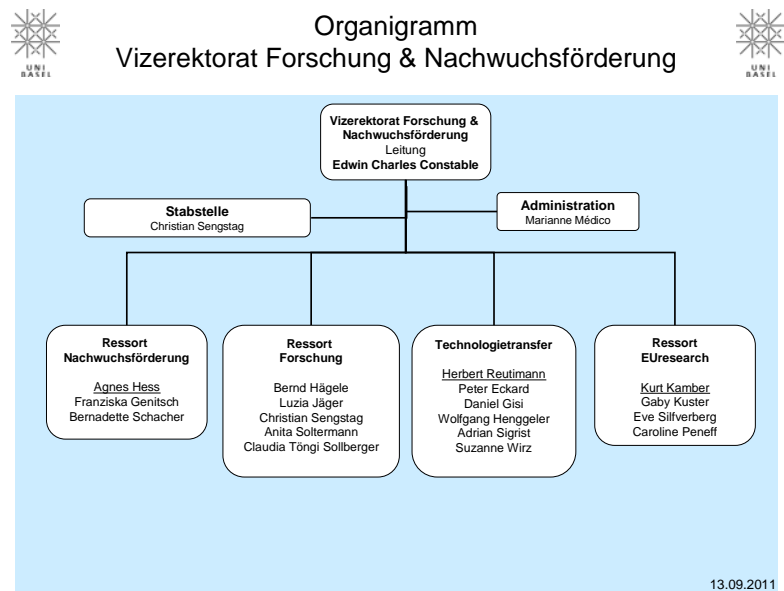 Organigramm
Vizerektorat Forschung & Nachwuchsförderung
UNI
BASEL
UNI
BASEL
Vizerektorat Forschung &
Nachwuchsförderung
Leitung
Edwin Charles Constable
Stabstelle
Christian Sengstag
Administration
Marianne Médico
Ressort
Nachwuchsförderung
Agnes Hess
Franziska Genitsch
Bernadette Schacher
Ressort
Forschung
Bernd Hägele
Luzia Jäger
Christian Sengstag
Anita Soltermann
Claudia Töngi Sollberger
Technologietransfer
Herbert Reutimann
Peter Eckard
Daniel Gisi
Wolfgang Henggeler
Adrian Sigrist
Suzanne Wirz
Ressort
EUresearch
Kurt Kamber
Gaby Kuster
Eve Silfverberg
Caroline Peneff
13.09.2011